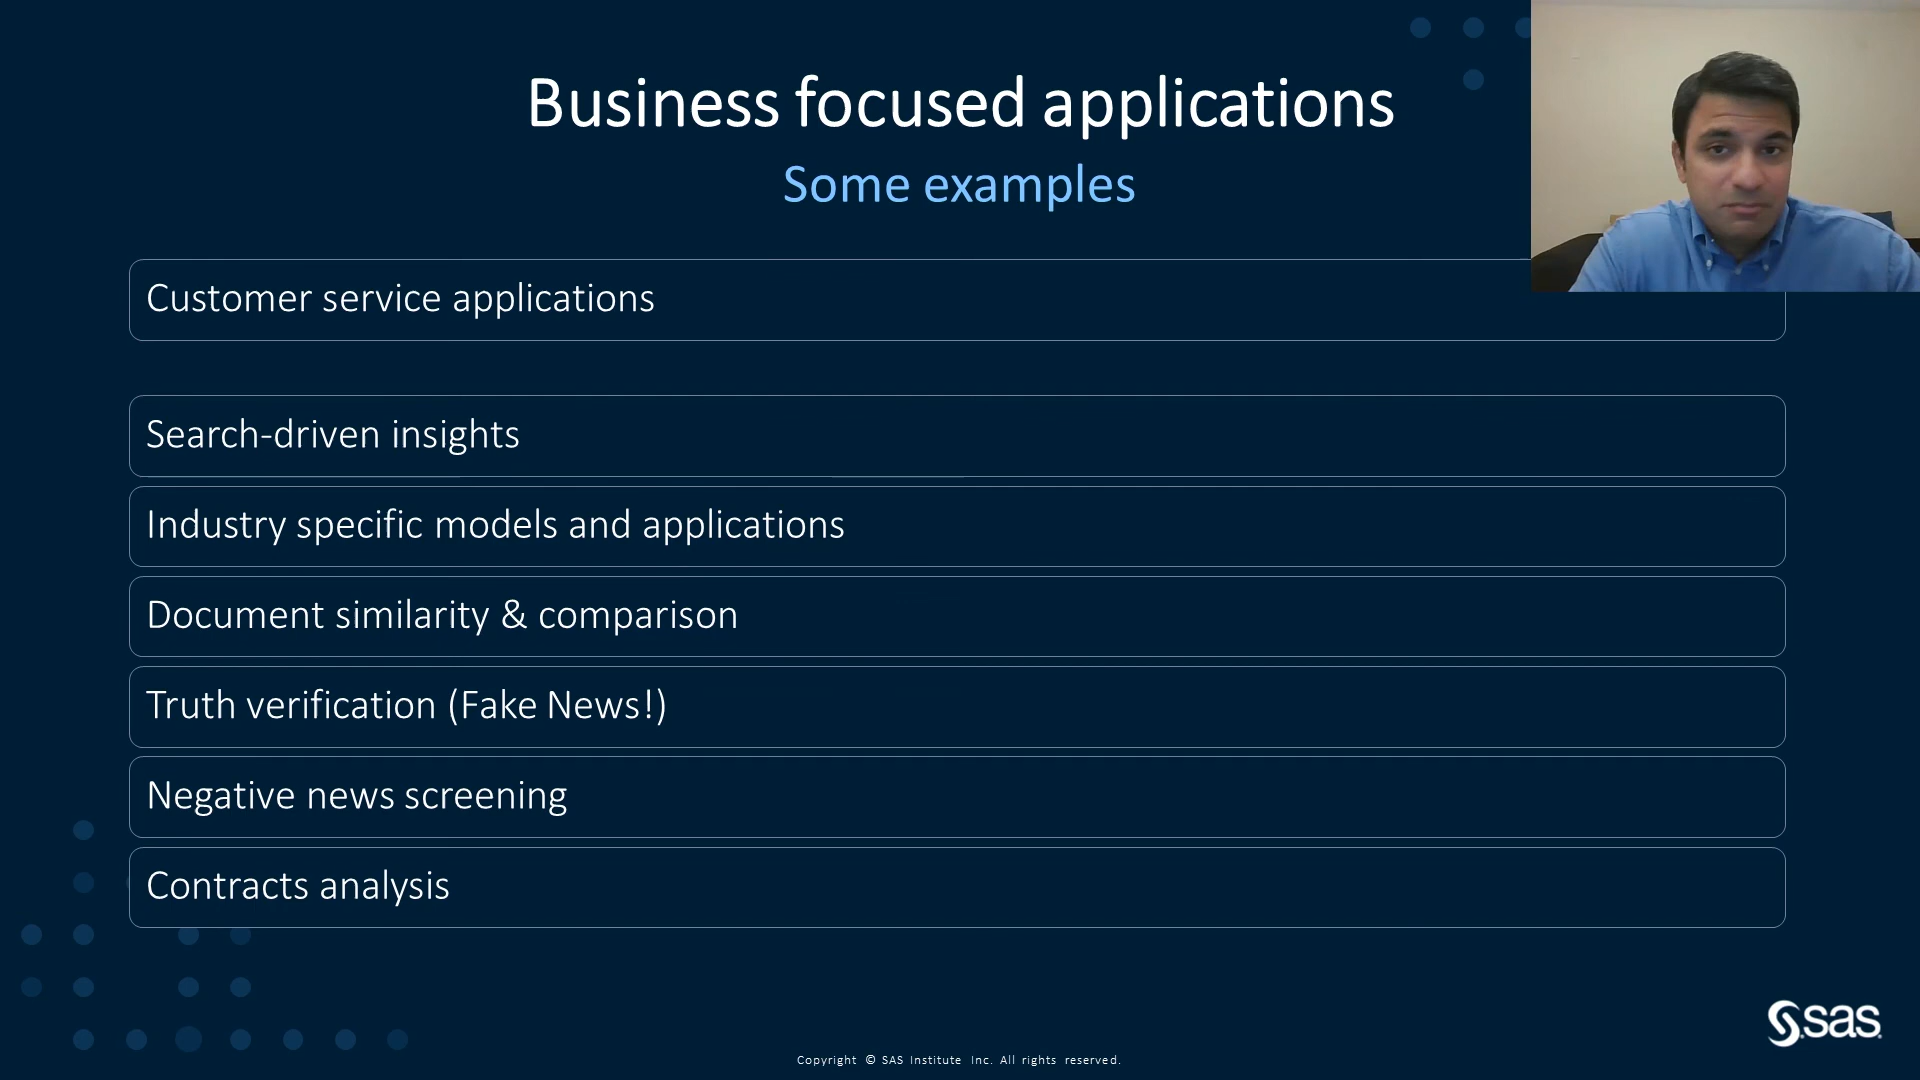 Business focused applications
Some examples
Customer service applications
Search-driven insights
Industry specific models and applications
Document similarity & comparison
Truth verification (Fake News!)
Negative news screening
Contracts analysis
sas
Copyright © SAS Institute Inc. All rights reserved.